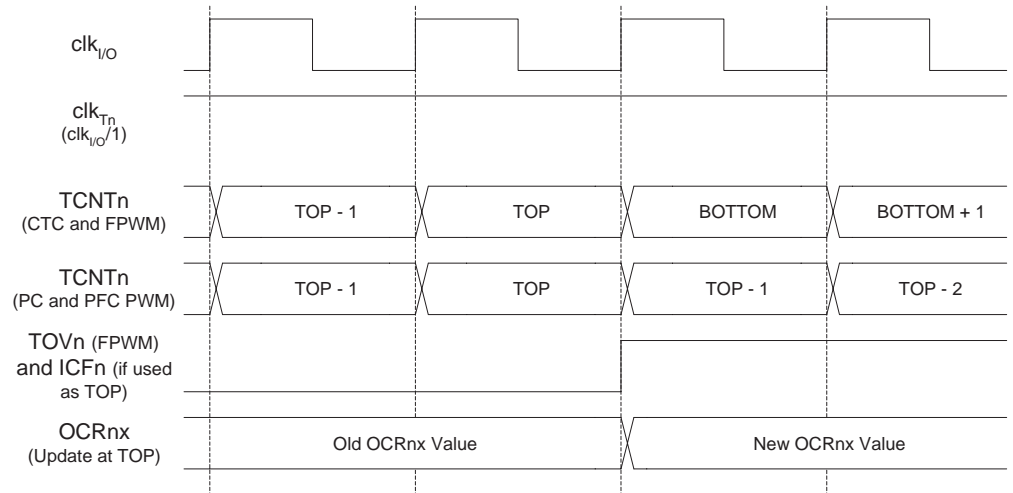 clkI/O
clkTn
(clkI/O/1)
TCNTn
(CTC and FPWM)
TOP - 1 TOP BOTTOM BOTTOM + 1
TCNTn
(PC and PFC PWM)
TOP - 1 TOP TOP - 1 TOP - 2
TOVn (FPWM)
and ICFn (if used
as TOP)
OCRnx
(Update at TOP)
Old OCRnx Value New OCRnx Value